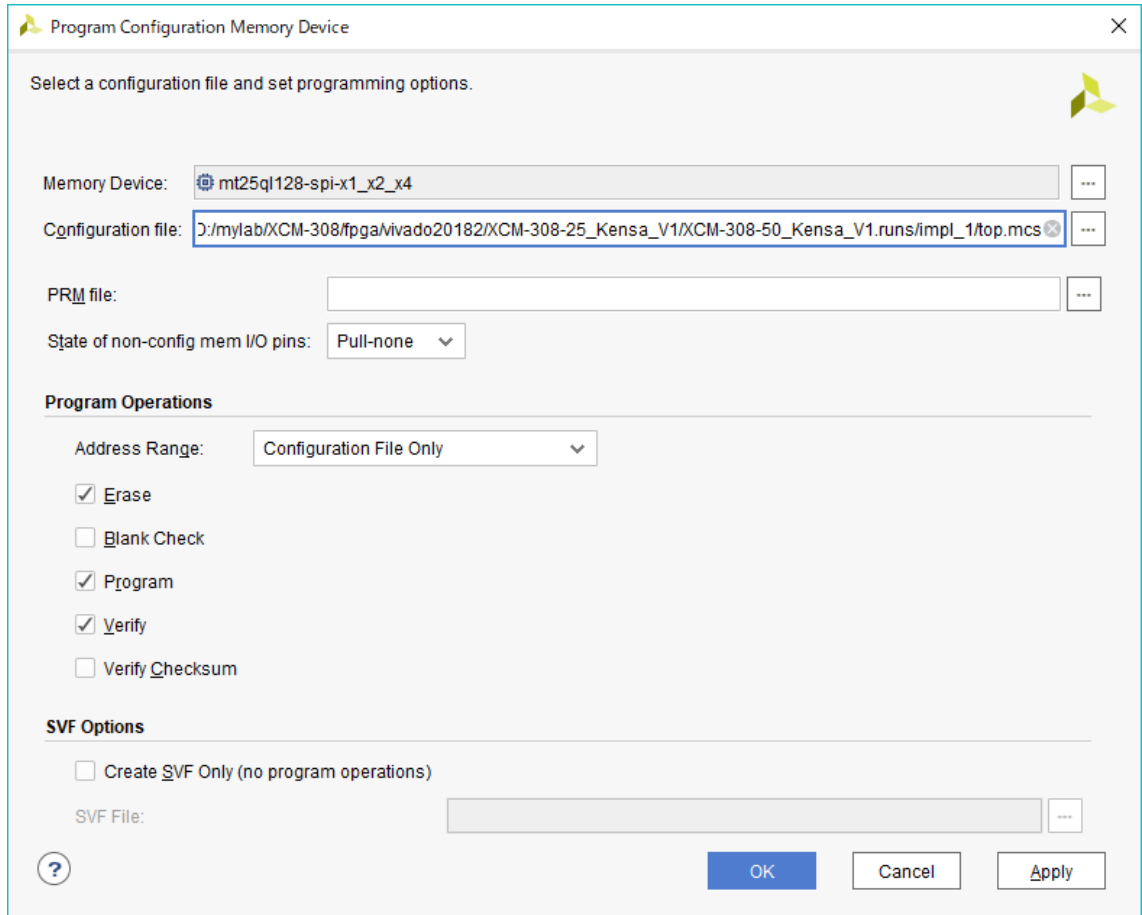 Program Configuration Memory Device
Select a configuration file and set programming options.
Memory Device: mt25ql128-spi-x1_x2_x4 ...
Configuration file: D:/mylab/XCM-308/fpga/vivado20182/XCM-308-25_Kensa_V1/XCM-308-50_Kensa_V1.runs/impl_1/top.mcs ...
PRM file: ...
State of non-config mem I/O pins: Pull-none
Program Operations
Address Range: Configuration File Only
Erase
Blank Check
Program
Verify
Verify Checksum
SVF Options
Create SVF Only (no program operations)
SVF File: ...
? OK Cancel Apply